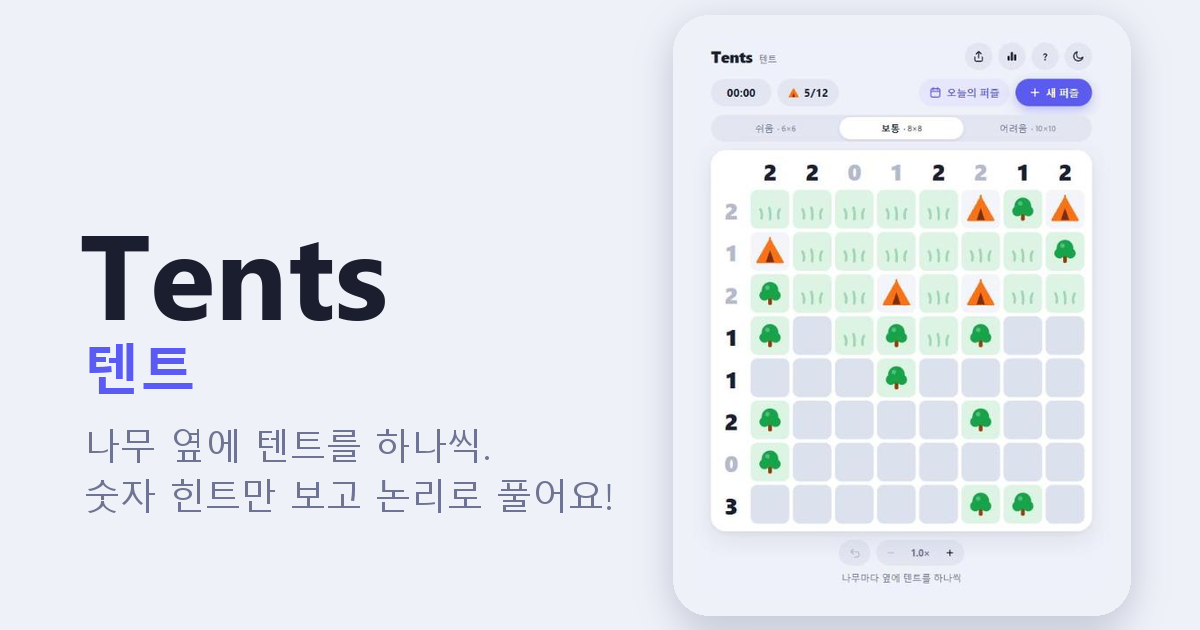 Tents
텐트
나무 옆에 텐트를 하나씩.
숫자 힌트만 보고 논리로 풀어요!
Tents 텐트
?
00:00 5/12 오늘의 퍼즐 + 새 퍼즐
쉬움 · 6×6 보통 · 8×8 어려움 · 10×10
2 2 0 1 2 2 1 2
2
1
2
1
1
2
0
3
− 1.0× +
나무마다 옆에 텐트를 하나씩